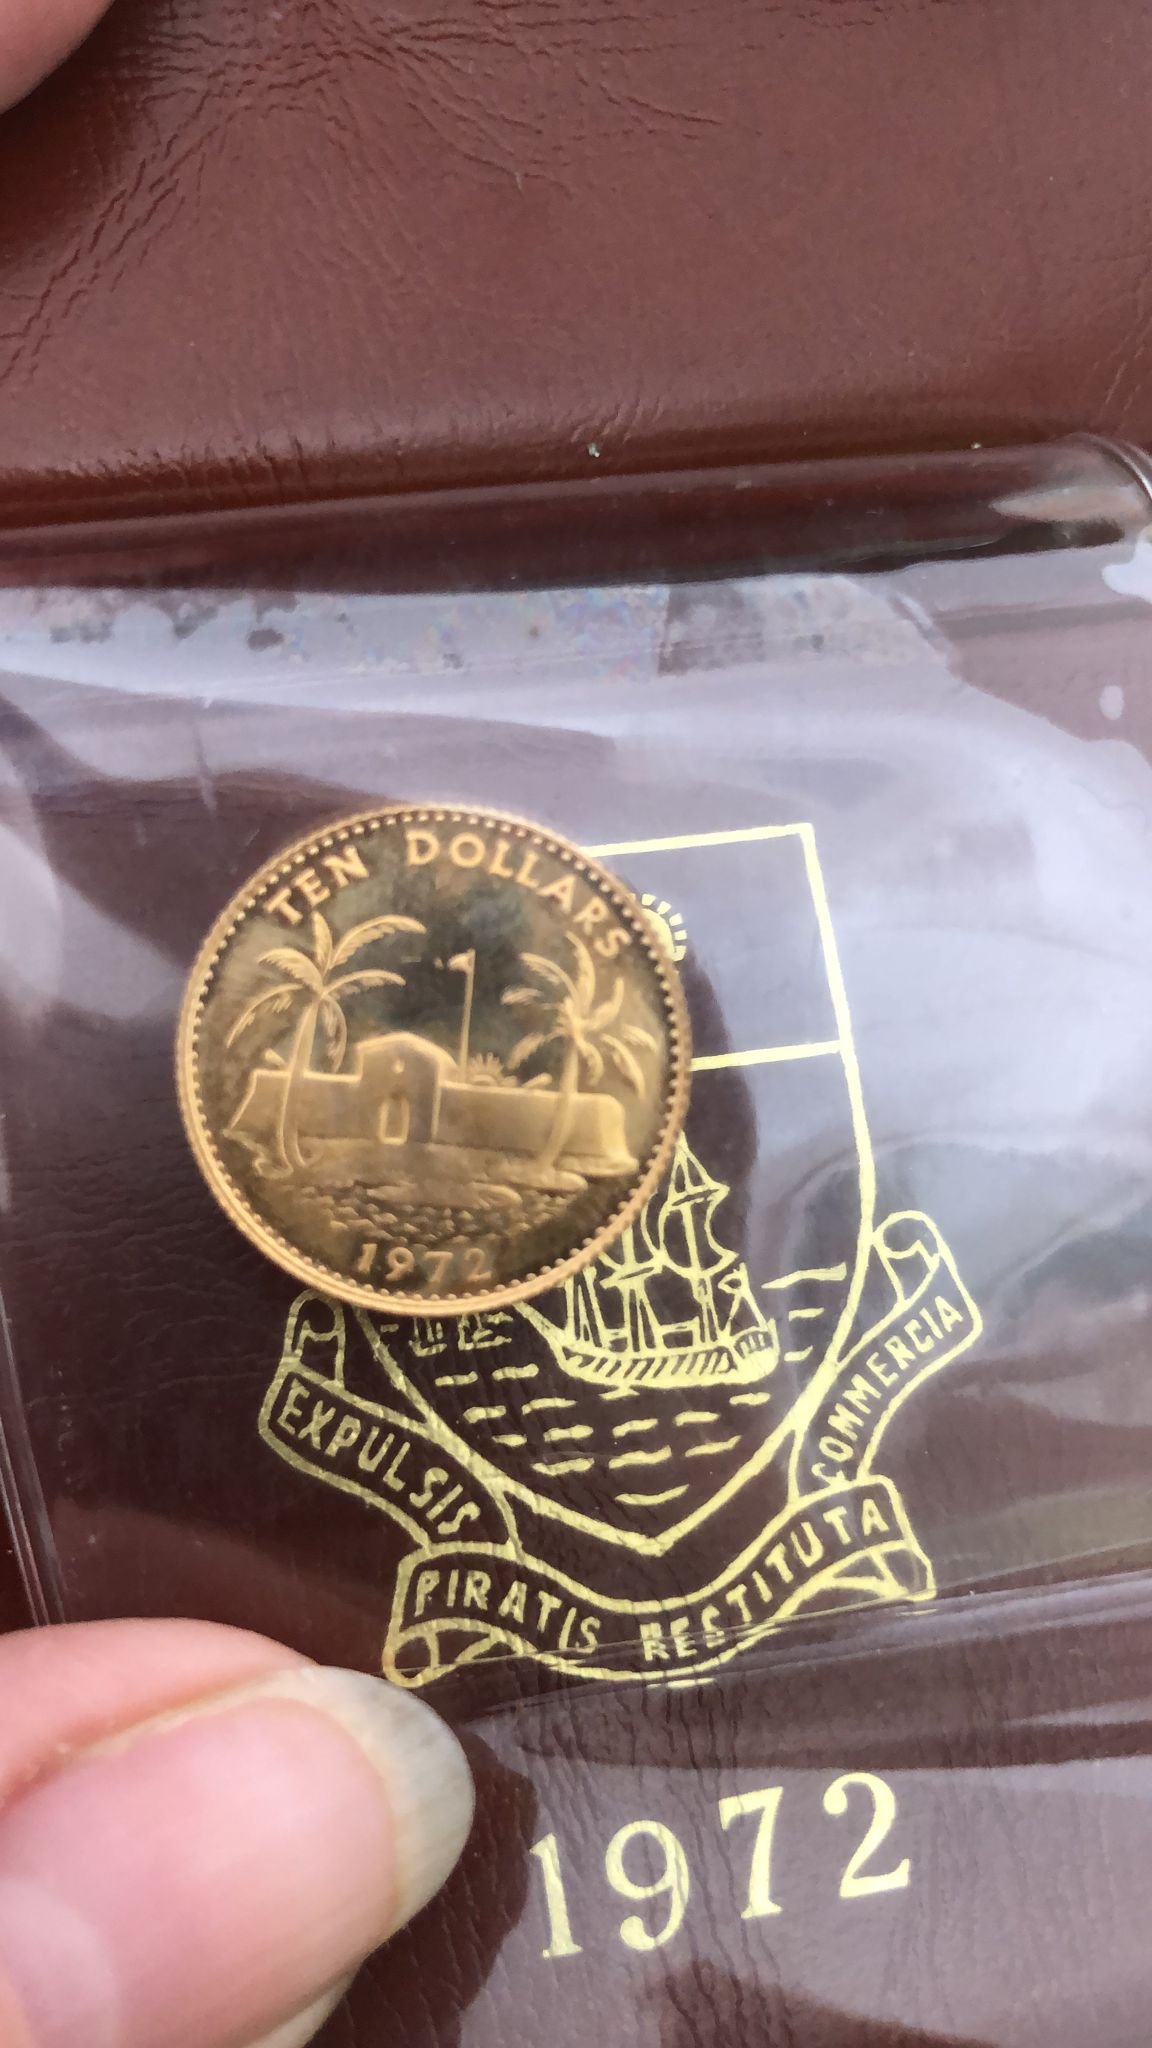 TEN DOLLARS
1972
EXPULSIS
PIRATIS RESTITUTA
COMMERCIA
1972